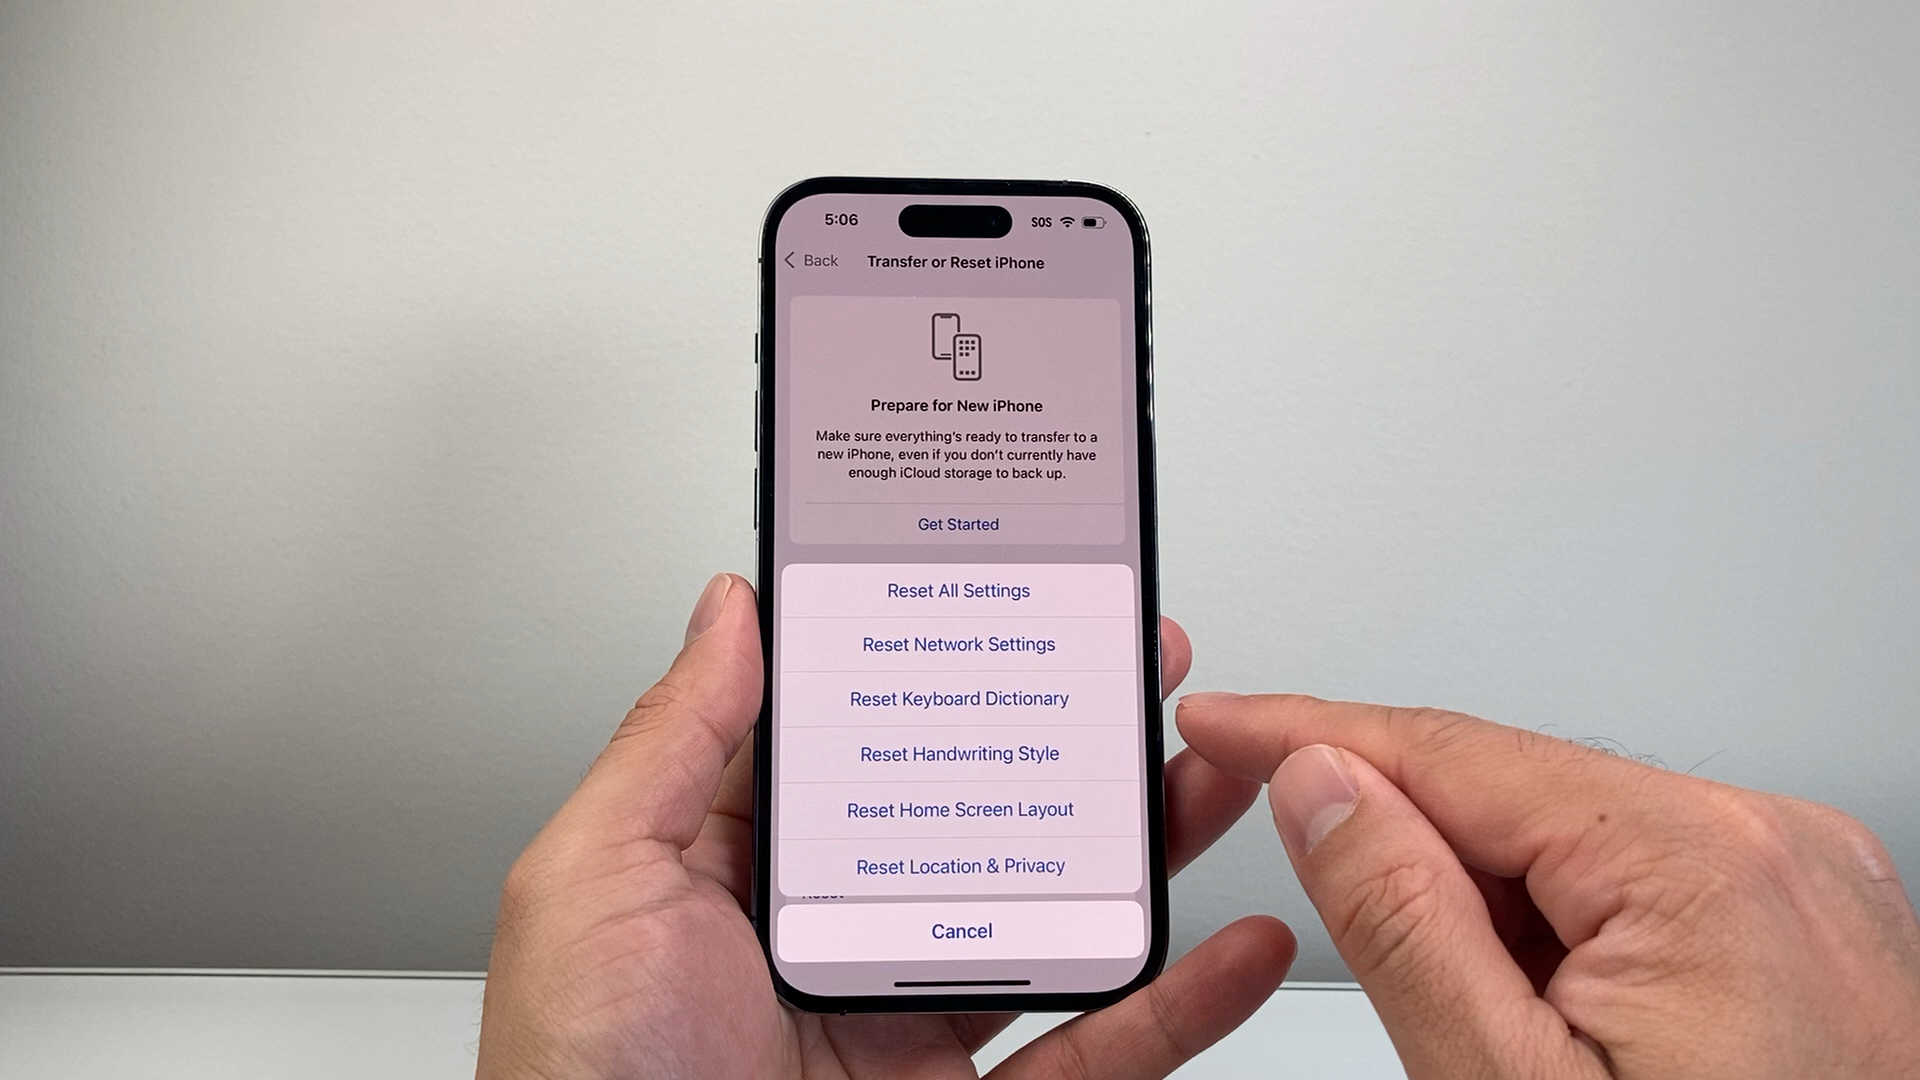 5:06
SOS
Back
Transfer or Reset iPhone
Prepare for New iPhone
Make sure everything's ready to transfer to a
new iPhone, even if you don't currently have
enough iCloud storage to back up.
Get Started
Reset All Settings
Reset Network Settings
Reset Keyboard Dictionary
Reset Handwriting Style
Reset Home Screen Layout
Reset Location & Privacy
Reset
Cancel